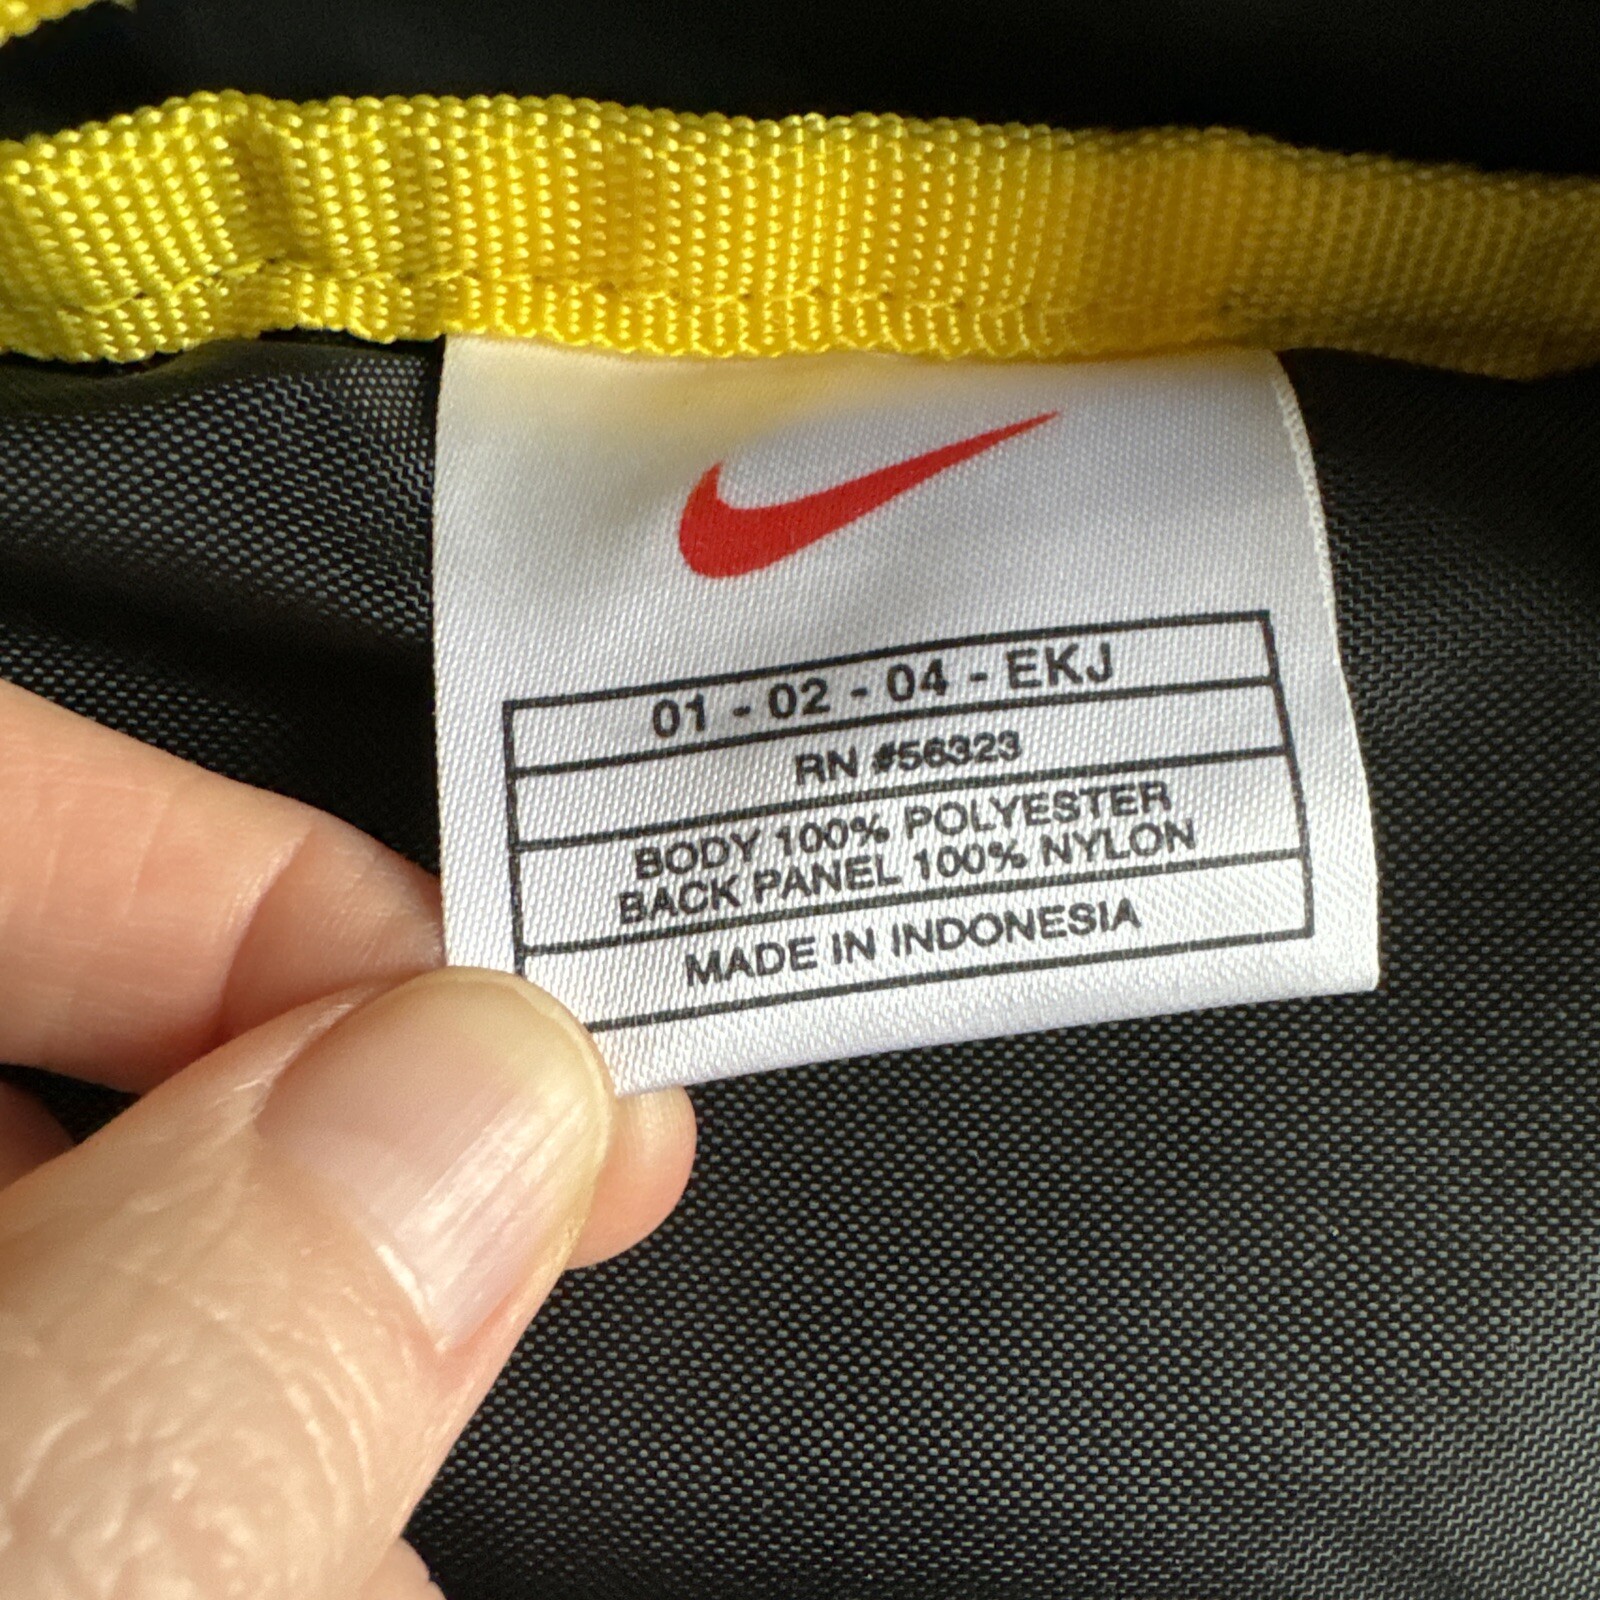 01 - 02 - 04 - EKJ
RN #56323
BODY 100% POLYESTER
BACK PANEL 100% NYLON
MADE IN INDONESIA